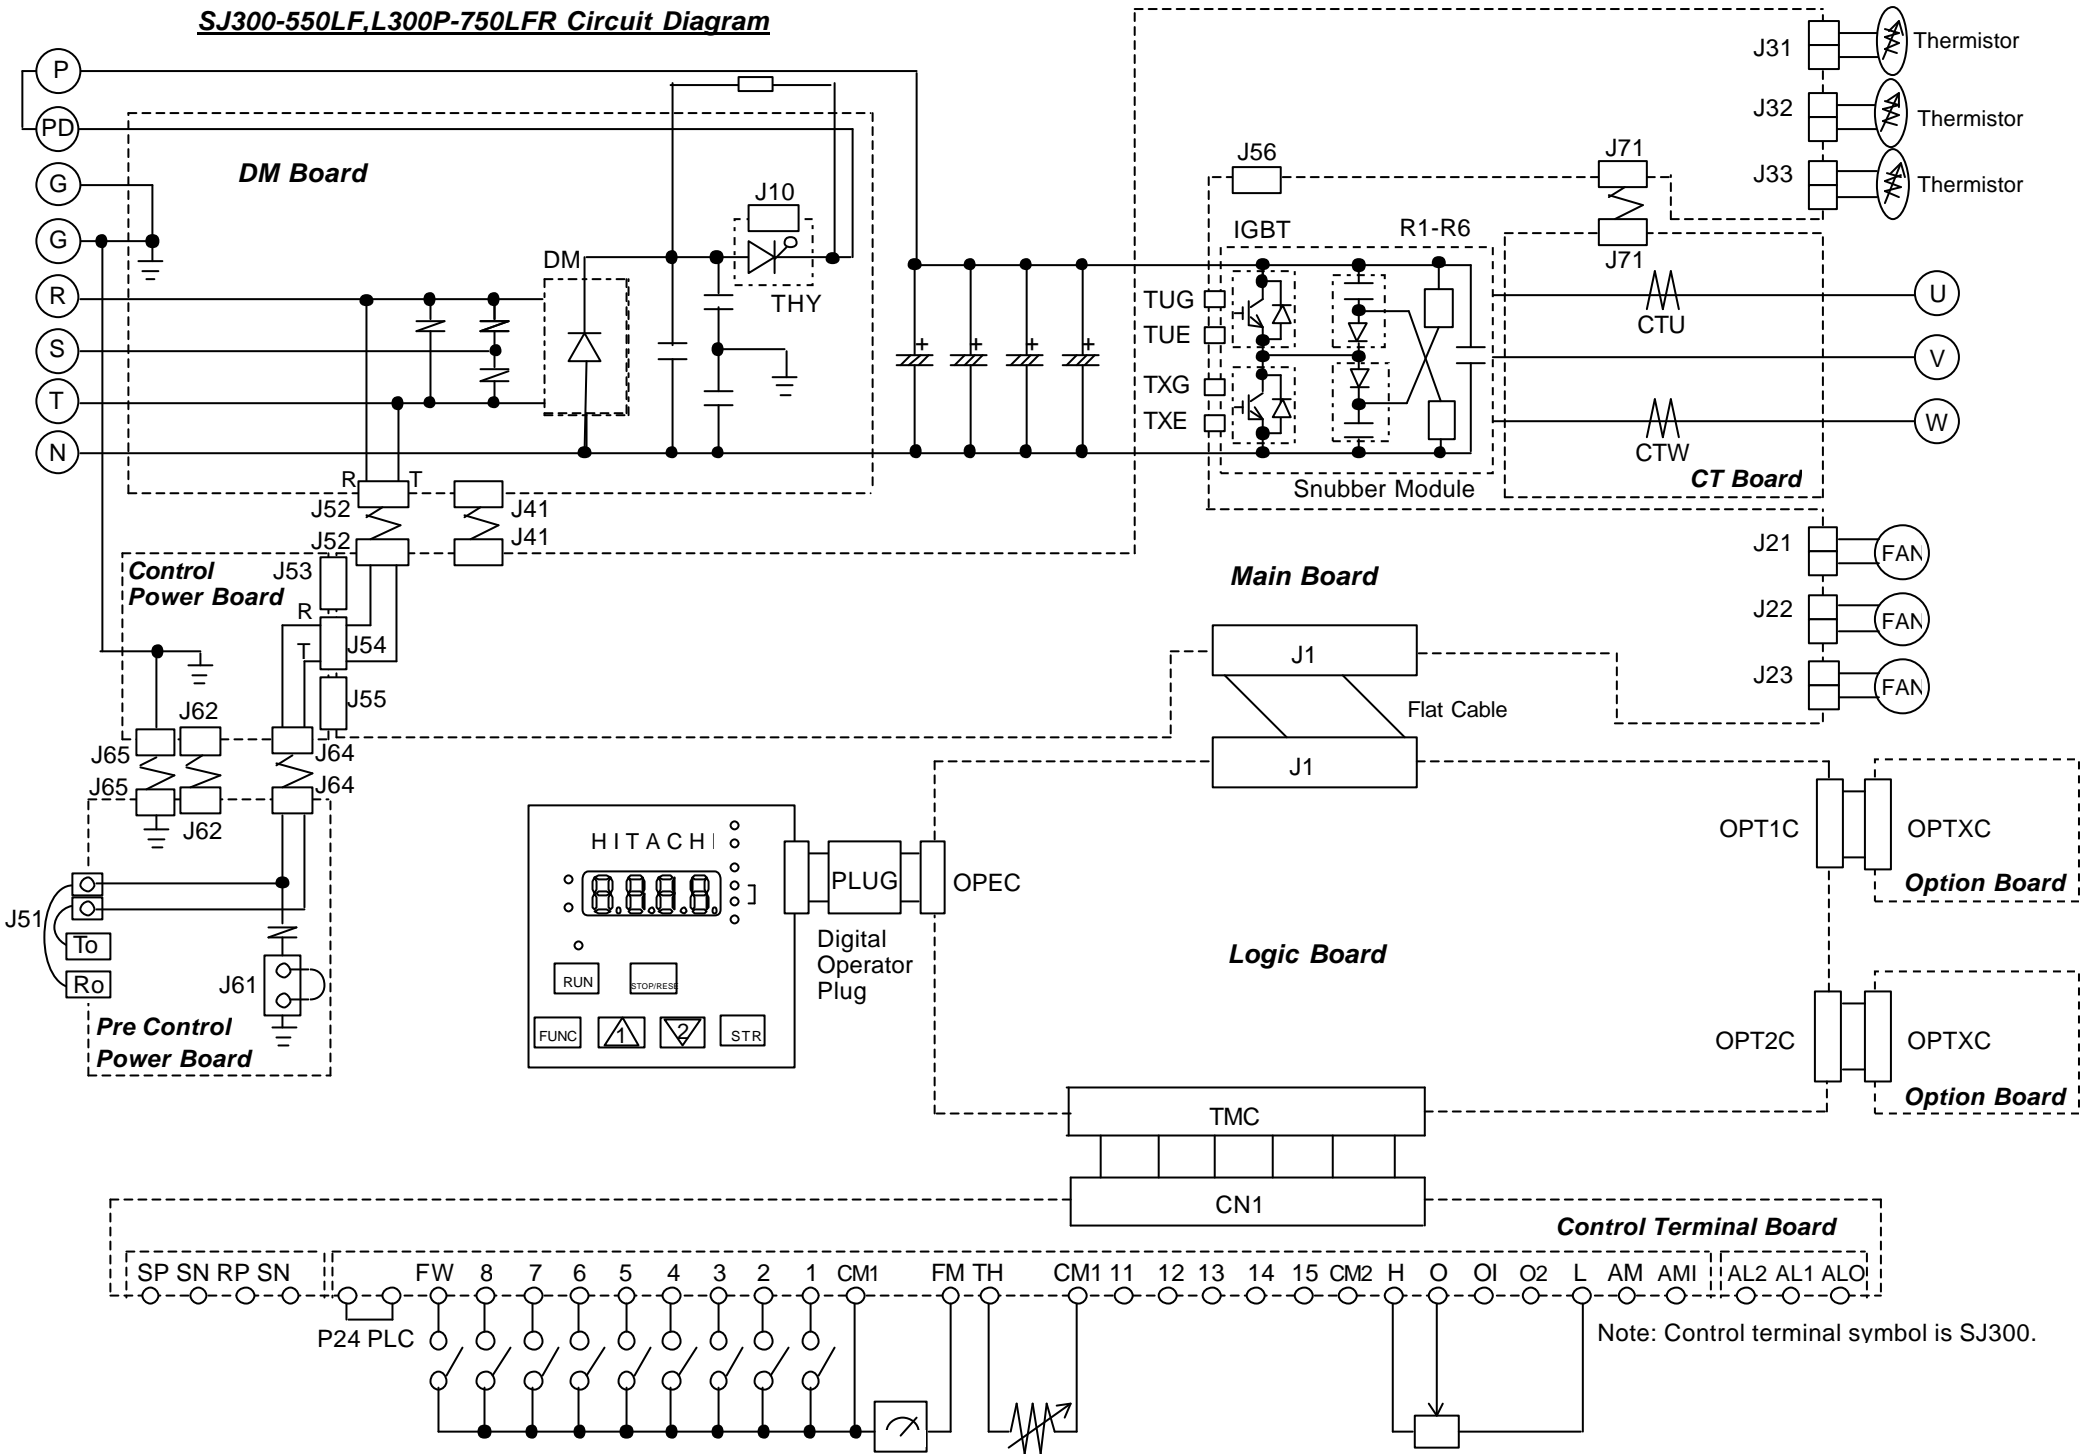 SJ300-550LF,L300P-750LFR Circuit Diagram
P
PD
G
G
R
S
T
N
DM Board
J10
THY
DM
R T
J52
J52
J41
J41
J31
Thermistor
J32
Thermistor
J33
Thermistor
J56
J71
J71
IGBT
R1-R6
TUG
TUE
TXG
TXE
Snubber Module
CTU
CTW
CT Board
U
V
W
Control
Power Board
J53
R
T
J54
J55
J62
J65
J65
J64
J64
J62
J51
To
Ro
J61
Pre Control
Power Board
Main Board
J21
FAN
J22
FAN
J23
FAN
J1
Flat Cable
J1
HITACHI
8.8.8.8.
RUN
STOP/RESE
FUNC
1
2
STR
PLUG
OPEC
Digital
Operator
Plug
Logic Board
OPT1C
OPTXC
Option Board
OPT2C
OPTXC
Option Board
TMC
CN1
Control Terminal Board
SP SN RP SN
FW 8 7 6 5 4 3 2 1 CM1 FM TH CM1 11 12 13 14 15 CM2 H O OI O2 L AM AMI AL2 AL1 ALO
P24 PLC
Note: Control terminal symbol is SJ300.